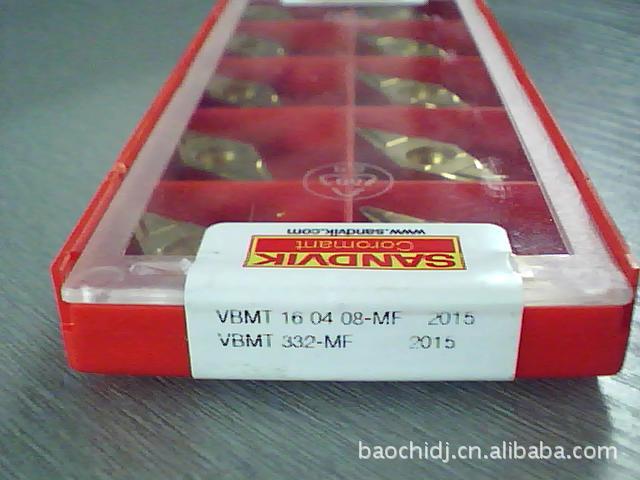 www.sandvik.com
SANDVIK
Coromant
VBMT 16 04 08-MF 2015
VBMT 332-MF 2015
baochidj.cn.alibaba.com